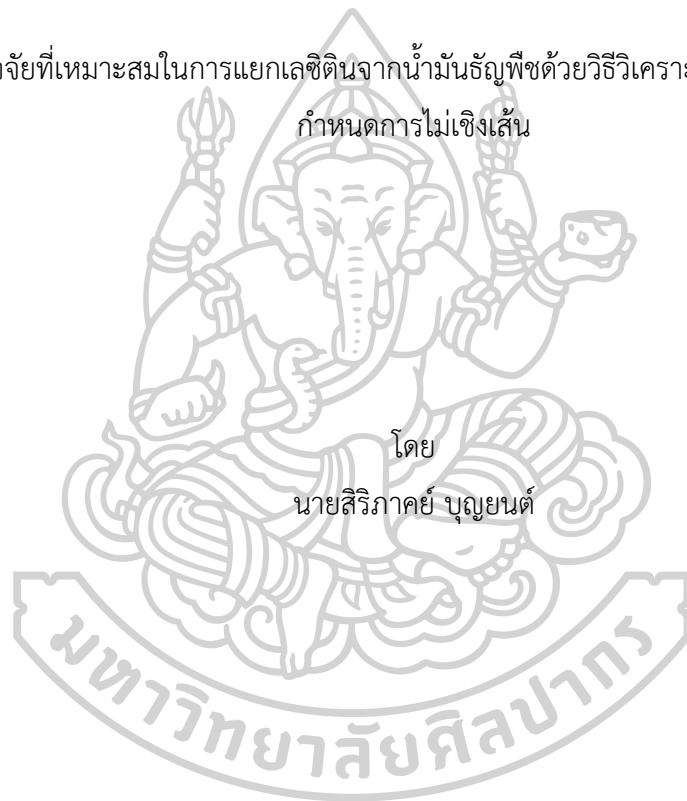 จัยที่เหมาะสมในการแยกเลซิตินจากน้ำมันธัญพืชด้วยวิธีวิเครา
กำหนดการไม่เชิงเส้น
โดย
นายสิริภาคย์ บุญยนต์
มหาวิทยาลัยศิลปากร